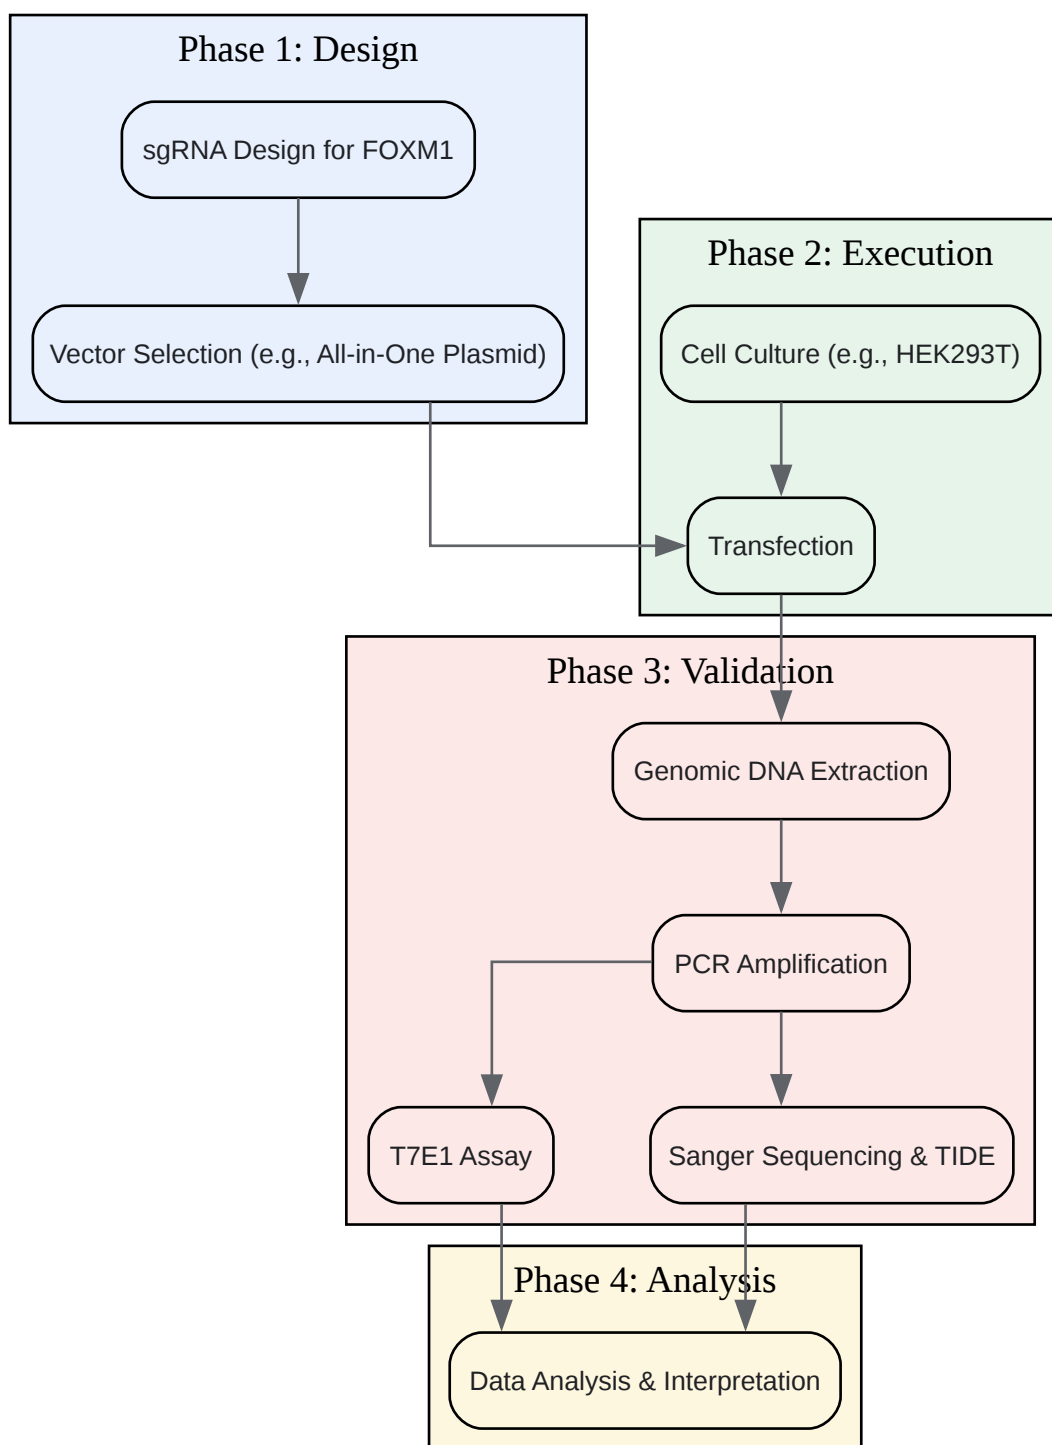 Phase 1: Design
sgRNA Design for FOXM1
Vector Selection (e.g., All-in-One Plasmid)
Phase 2: Execution
Cell Culture (e.g., HEK293T)
Transfection
Phase 3: Validation
Genomic DNA Extraction
PCR Amplification
T7E1 Assay
Sanger Sequencing & TIDE
Phase 4: Analysis
Data Analysis & Interpretation